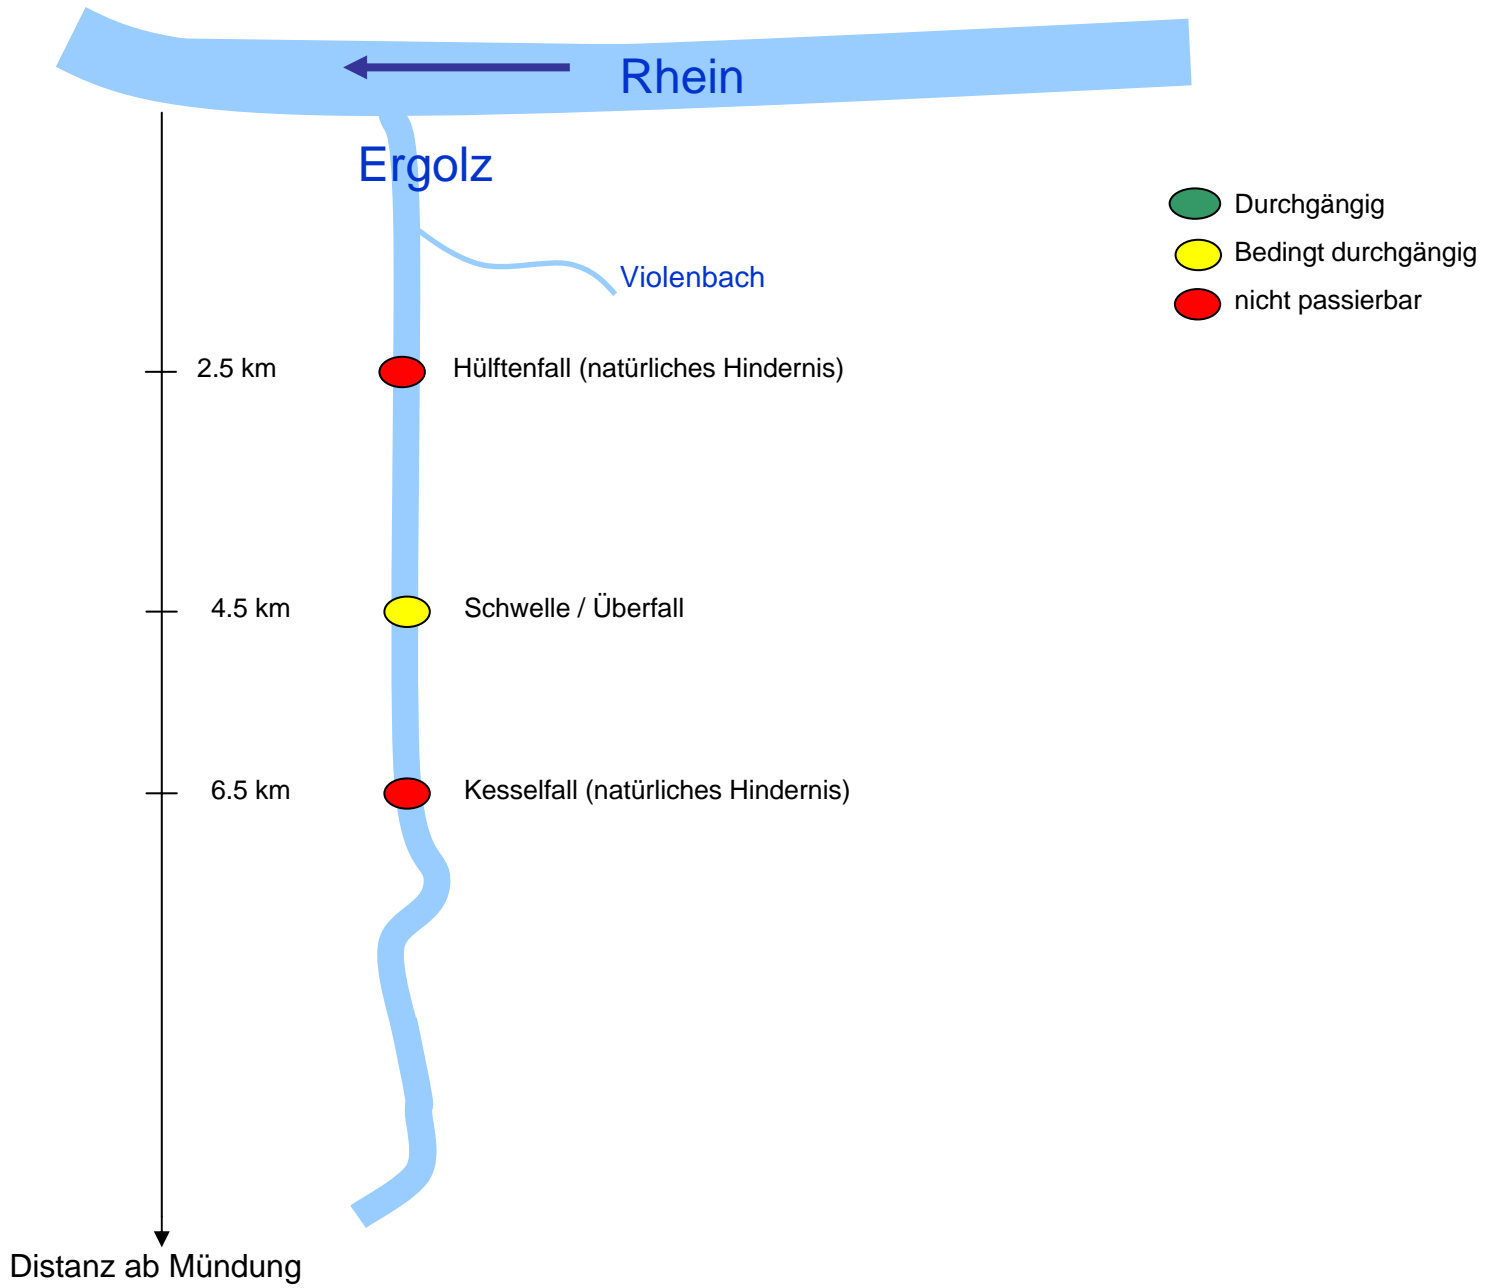 Rhein
Ergolz
Durchgängig
Bedingt durchgängig
nicht passierbar
Violenbach
2.5 km Hülftenfall (natürliches Hindernis)
4.5 km Schwelle / Überfall
6.5 km Kesselfall (natürliches Hindernis)
Distanz ab Mündung